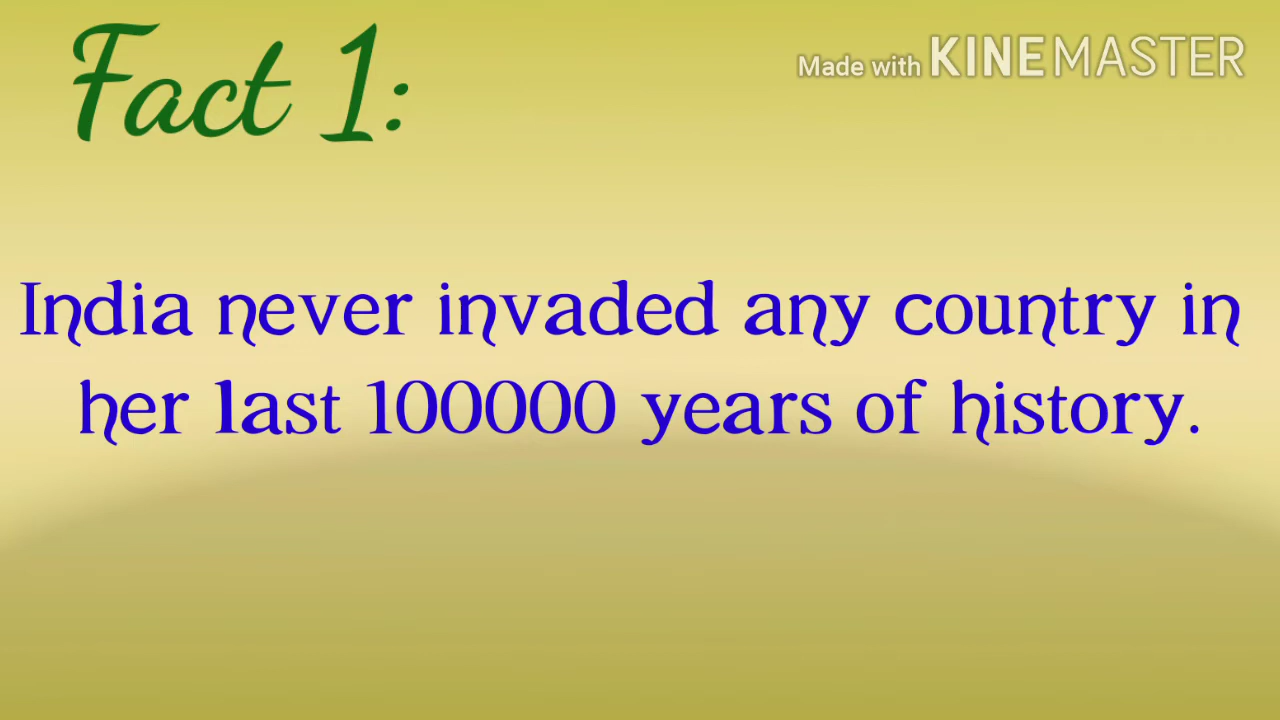 Fact 1:
Made with KINEMASTER
India never invaded any country in
her last 100000 years of history.